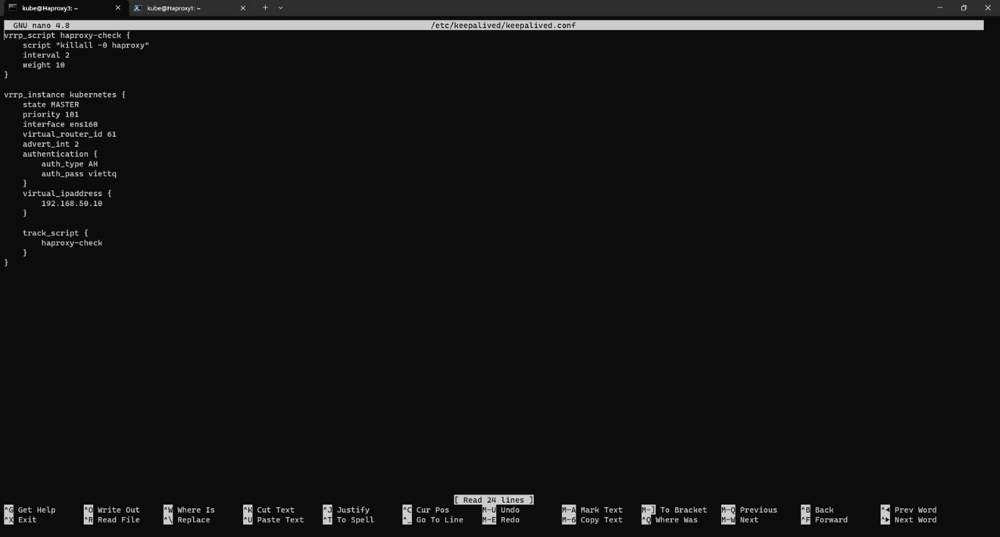 kube@Haproxy3: ~
kube@Haproxy1: ~
GNU nano 4.8 /etc/keepalived/keepalived.conf
vrrp_script haproxy-check {
    script "killall -0 haproxy"
    interval 2
    weight 10
}

vrrp_instance kubernetes {
    state MASTER
    priority 101
    interface ens160
    virtual_router_id 61
    advert_int 2
    authentication {
        auth_type AH
        auth_pass viettq
    }
    virtual_ipaddress {
        192.168.50.10
    }

    track_script {
        haproxy-check
    }
}
[ Read 24 lines ]
^G Get Help ^O Write Out ^W Where Is ^K Cut Text ^J Justify ^C Cur Pos M-U Undo M-A Mark Text M-] To Bracket M-Q Previous ^B Back ^◀ Prev Word
^X Exit ^R Read File ^\ Replace ^U Paste Text ^T To Spell ^_ Go To Line M-E Redo M-6 Copy Text ^Q Where Was M-W Next ^F Forward ^▶ Next Word